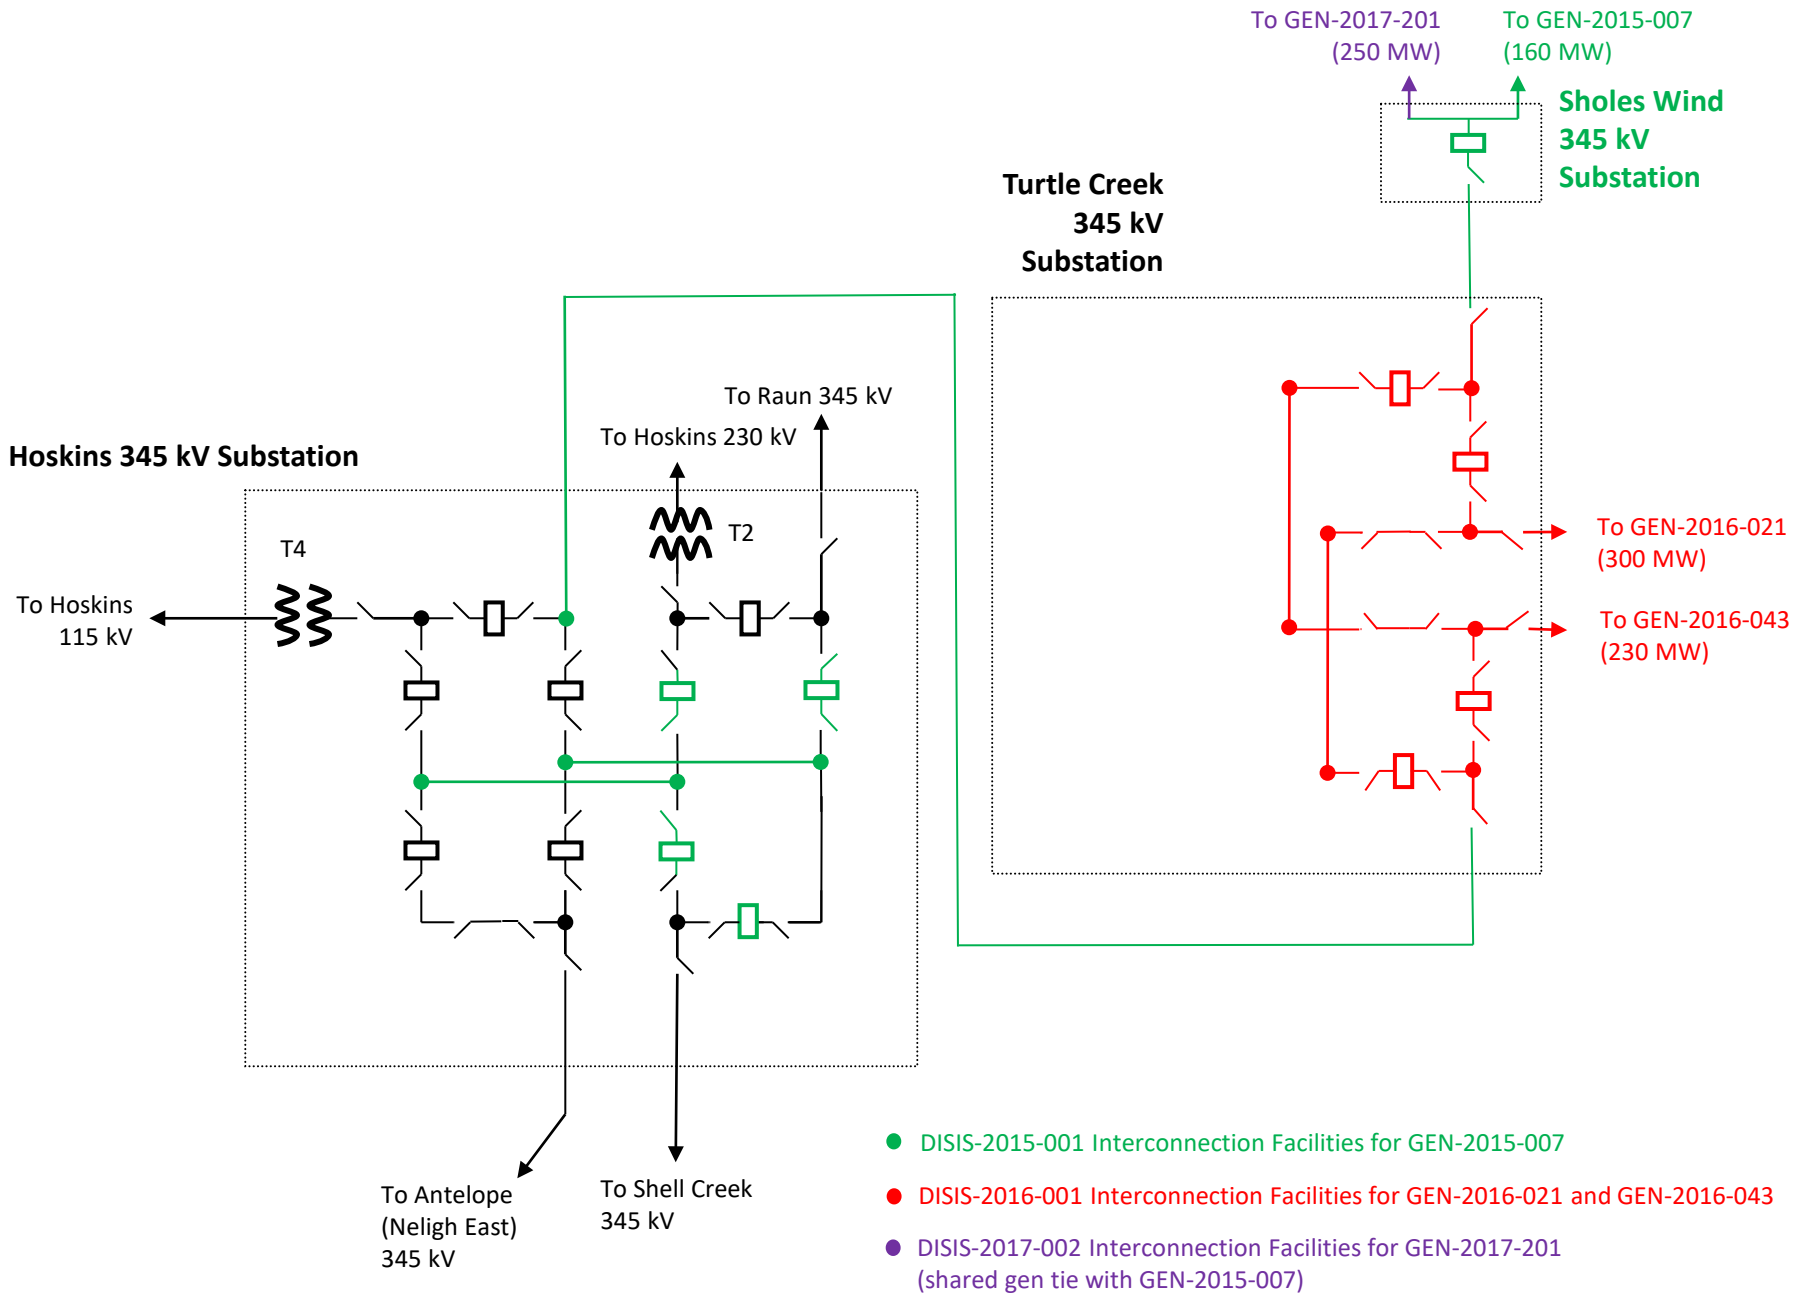 To GEN-2017-201
(250 MW)
To GEN-2015-007
(160 MW)
Sholes Wind
345 kV
Substation
Turtle Creek
345 kV
Substation
To Raun 345 kV
To Hoskins 230 kV
Hoskins 345 kV Substation
T4
T2
To Hoskins
115 kV
To GEN-2016-021
(300 MW)
To GEN-2016-043
(230 MW)
To Antelope
(Neligh East)
345 kV
To Shell Creek
345 kV
DISIS-2015-001 Interconnection Facilities for GEN-2015-007
DISIS-2016-001 Interconnection Facilities for GEN-2016-021 and GEN-2016-043
DISIS-2017-002 Interconnection Facilities for GEN-2017-201
(shared gen tie with GEN-2015-007)